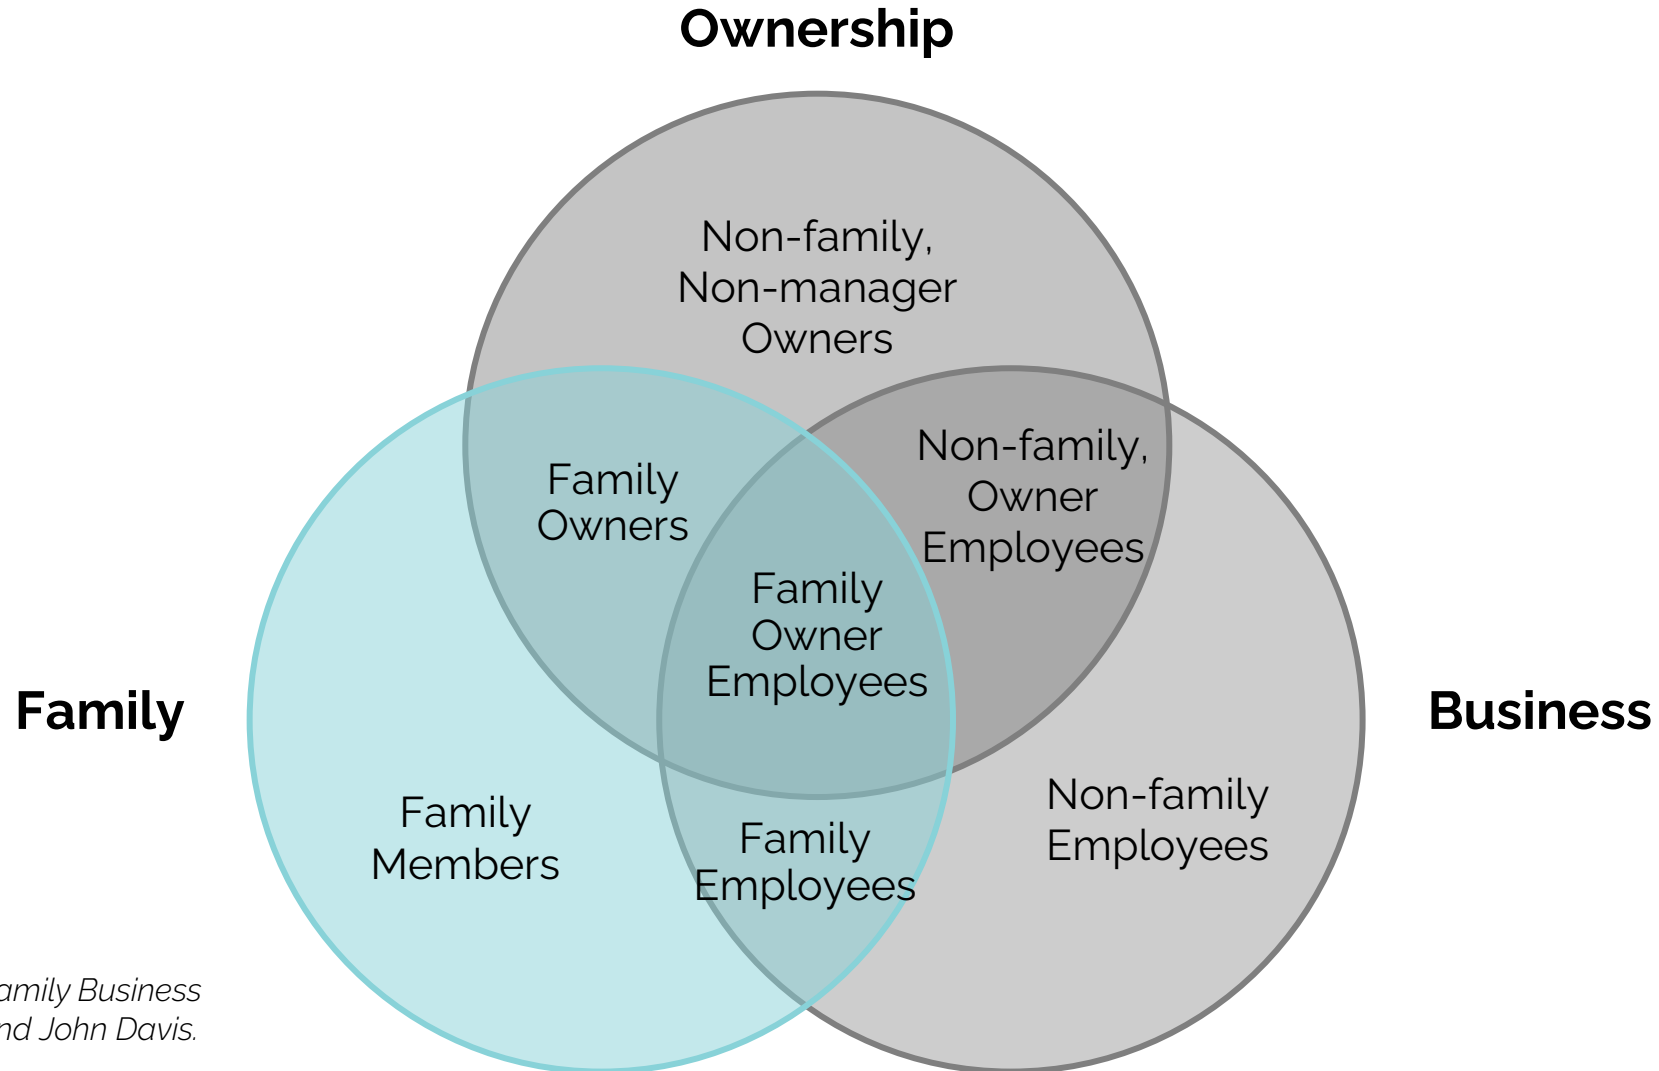 Ownership
Non-family,
Non-manager
Owners
Family
Owners
Non-family,
Owner
Employees
Family
Owner
Employees
Family
Business
Family
Members
Family
Employees
Non-family
Employees
amily Business
nd John Davis.